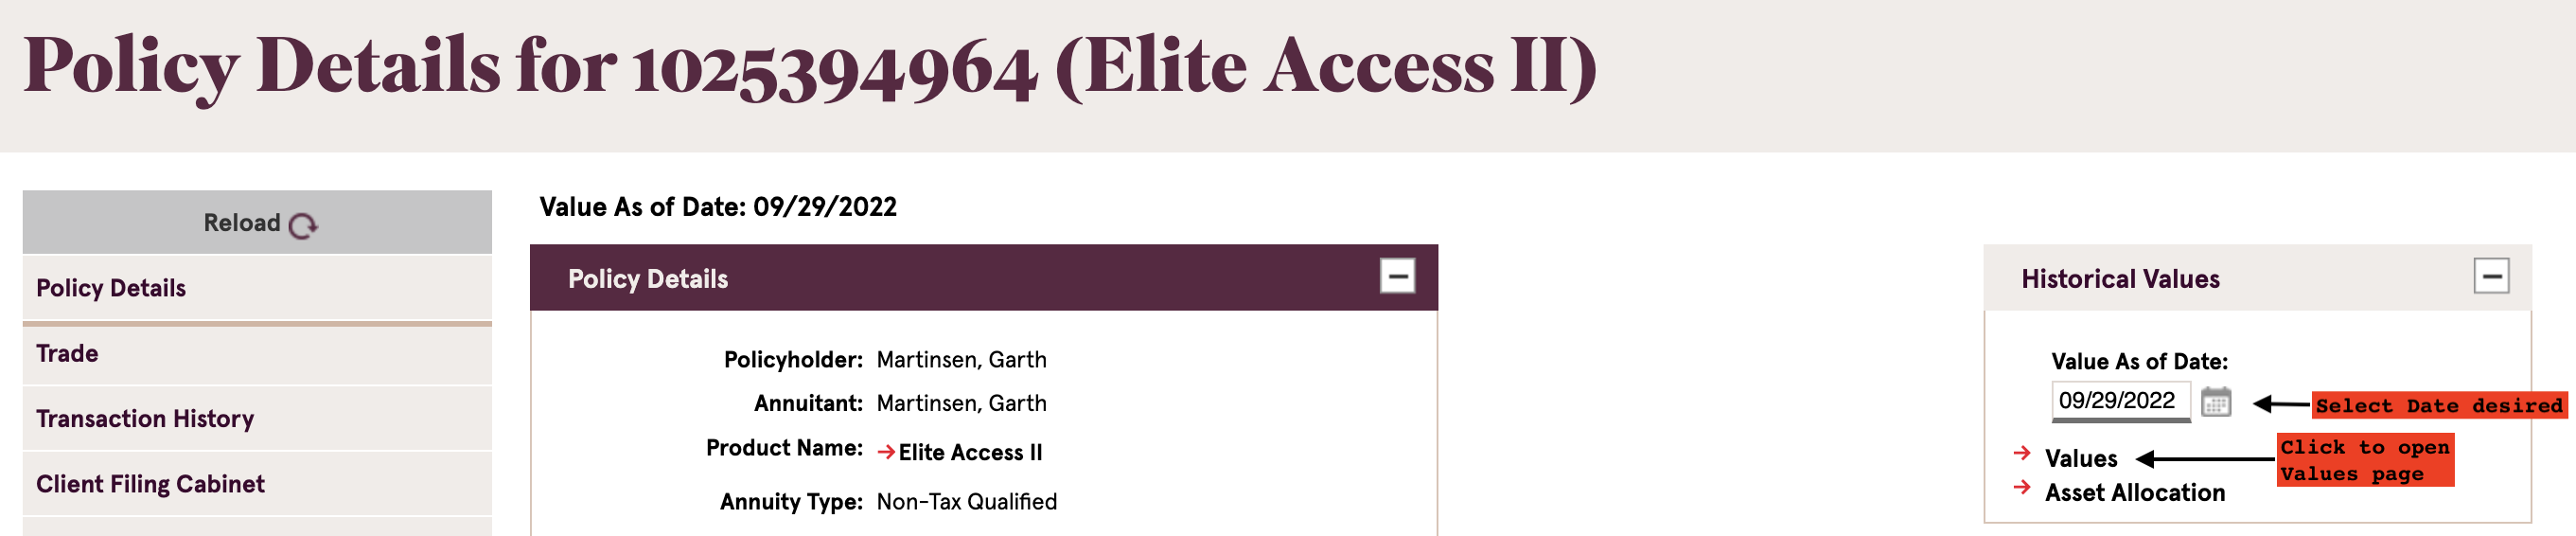 Policy Details for 1025394964 (Elite Access II)
Reload
Policy Details
Trade
Transaction History
Client Filing Cabinet
Value As of Date: 09/29/2022
Policy Details
Policyholder: Martinsen, Garth
Annuitant: Martinsen, Garth
Product Name: Elite Access II
Annuity Type: Non-Tax Qualified
Historical Values
Value As of Date:
09/29/2022
Select Date desired
Values
Click to open
Values page
Asset Allocation